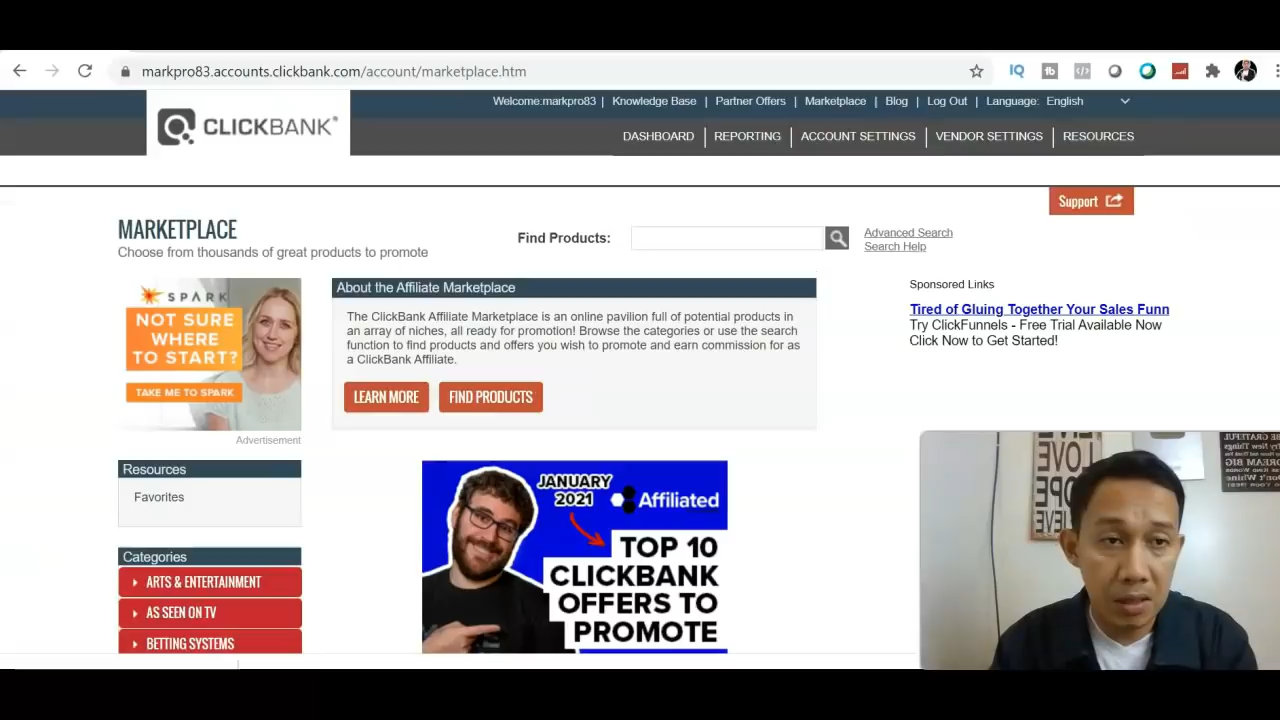 markpro83.accounts.clickbank.com/account/marketplace.htm
Welcome:markpro83 | Knowledge Base | Partner Offers | Marketplace | Blog | Log Out | Language: English
CLICKBANK®
DASHBOARD | REPORTING | ACCOUNT SETTINGS | VENDOR SETTINGS | RESOURCES
Support
MARKETPLACE
Choose from thousands of great products to promote
Find Products:
Advanced Search
Search Help
SPARK
NOT SURE
WHERE
TO START?
TAKE ME TO SPARK
Advertisement
About the Affiliate Marketplace
The ClickBank Affiliate Marketplace is an online pavilion full of potential products in
an array of niches, all ready for promotion! Browse the categories or use the search
function to find products and offers you wish to promote and earn commission for as
a ClickBank Affiliate.
LEARN MORE
FIND PRODUCTS
Sponsored Links
Tired of Gluing Together Your Sales Funn
Try ClickFunnels - Free Trial Available Now
Click Now to Get Started!
Resources
Favorites
Categories
ARTS & ENTERTAINMENT
AS SEEN ON TV
BETTING SYSTEMS
JANUARY
2021
Affiliated
TOP 10
CLICKBANK
OFFERS TO
PROMOTE
LOVE